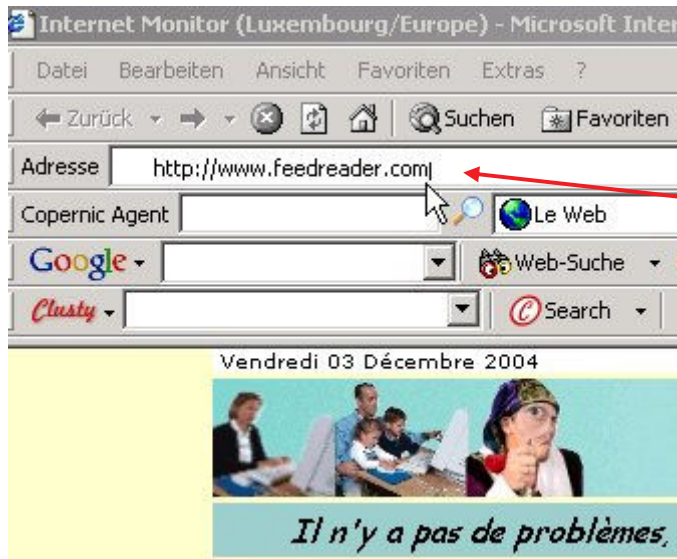 Internet Monitor (Luxembourg/Europe) - Microsoft Inter
Datei Bearbeiten Ansicht Favoriten Extras ?
Zurück Suchen Favoriten
Adresse http://www.feedreader.com
Copernic Agent Le Web
Google Web-Suche
Clusty Search
Vendredi 03 Décembre 2004
Il n'y a pas de problèmes,